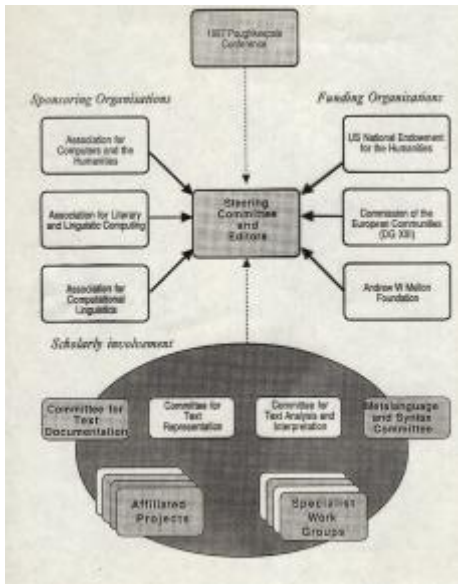 1987 Poughkeepsie
Conference
Sponsoring Organisations
Funding Organisations
Association for
Computers and the
Humanities
US National Endowment
for the Humanities
Steering
Committee
and
Editors
Association for Literary
and Linguistic Computing
Commission of the
European Communities
(DG XIII)
Association for
Computational
Linguistics
Andrew W Mellon
Foundation
Scholarly involvement
Committee for
Text
Documentation
Committee for
Text
Representation
Committee for
Text Analysis and
Interpretation
Metalanguage
and Syntax
Committee
Affiliated
Projects
Specialist
Work
Groups